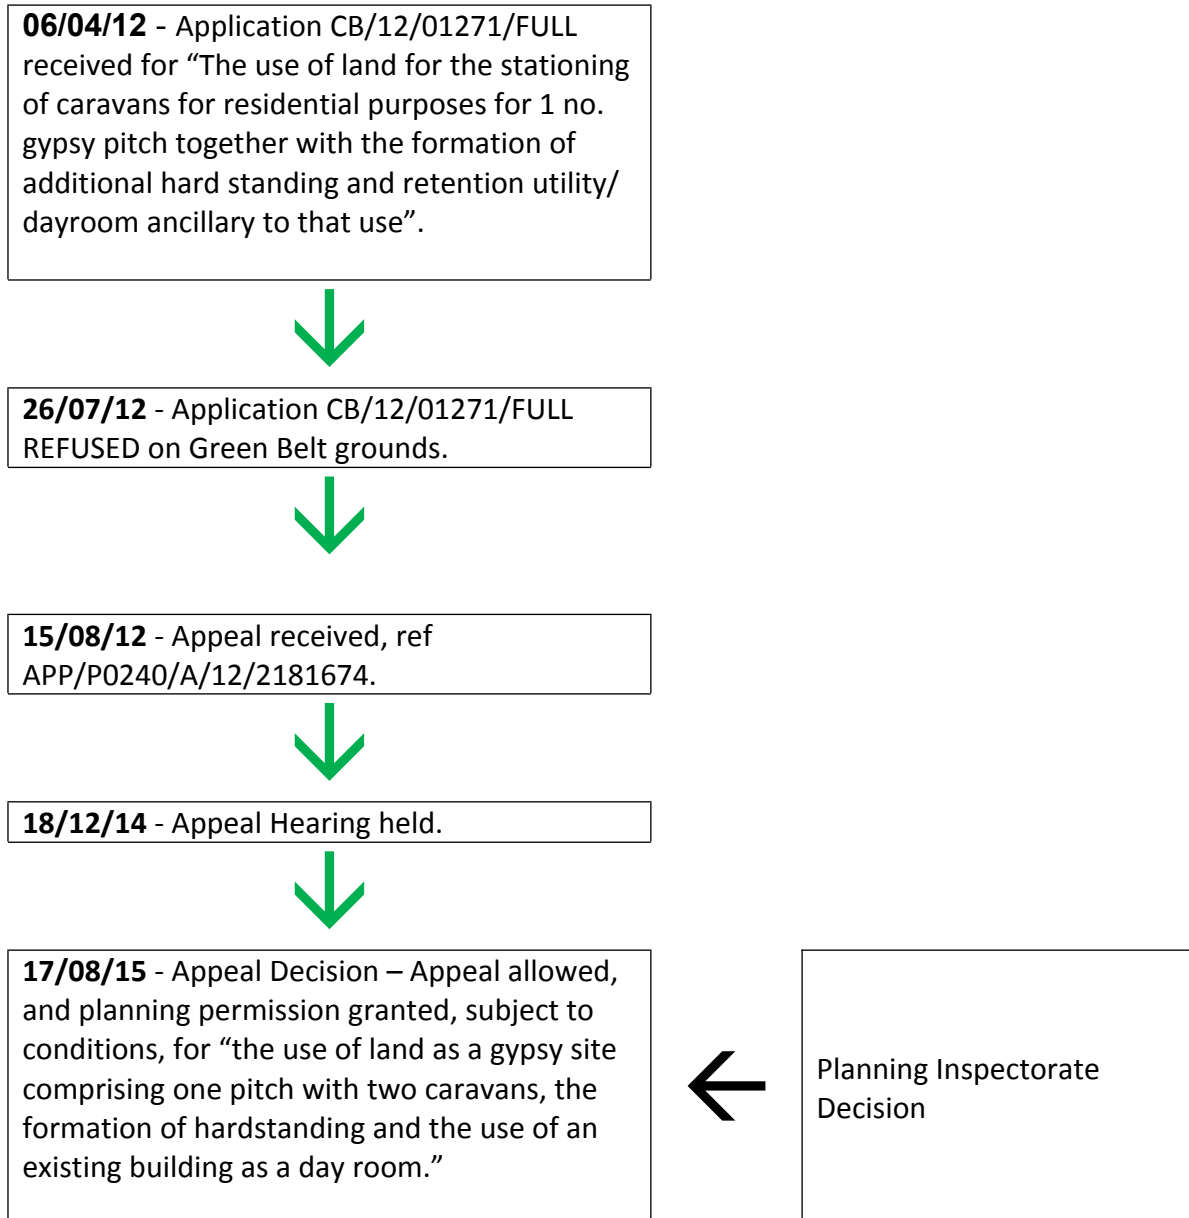 06/04/12 - Application CB/12/01271/FULL
received for “The use of land for the stationing
of caravans for residential purposes for 1 no.
gypsy pitch together with the formation of
additional hard standing and retention utility/
dayroom ancillary to that use”.
26/07/12 - Application CB/12/01271/FULL
REFUSED on Green Belt grounds.
15/08/12 - Appeal received, ref
APP/P0240/A/12/2181674.
18/12/14 - Appeal Hearing held.
17/08/15 - Appeal Decision – Appeal allowed,
and planning permission granted, subject to
conditions, for “the use of land as a gypsy site
comprising one pitch with two caravans, the
formation of hardstanding and the use of an
existing building as a day room.”
Planning Inspectorate
Decision